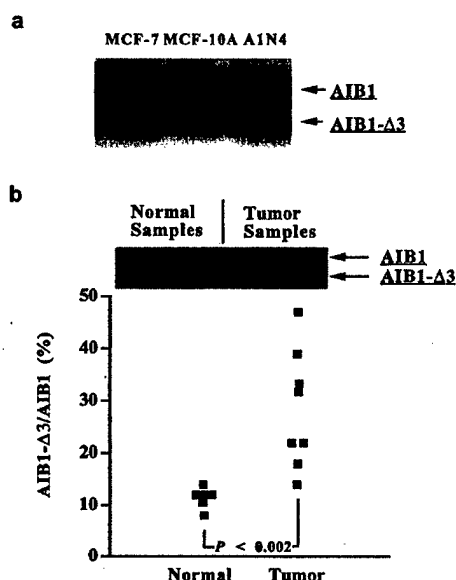 a
MCF-7 MCF-10A A1N4
AIB1
AIB1-Δ3
b
Normal Samples
Tumor Samples
AIB1
AIB1-Δ3
AIB1-Δ3/AIB1 (%)
50
40
30
20
10
0
P < 0.002
Normal
Tumor